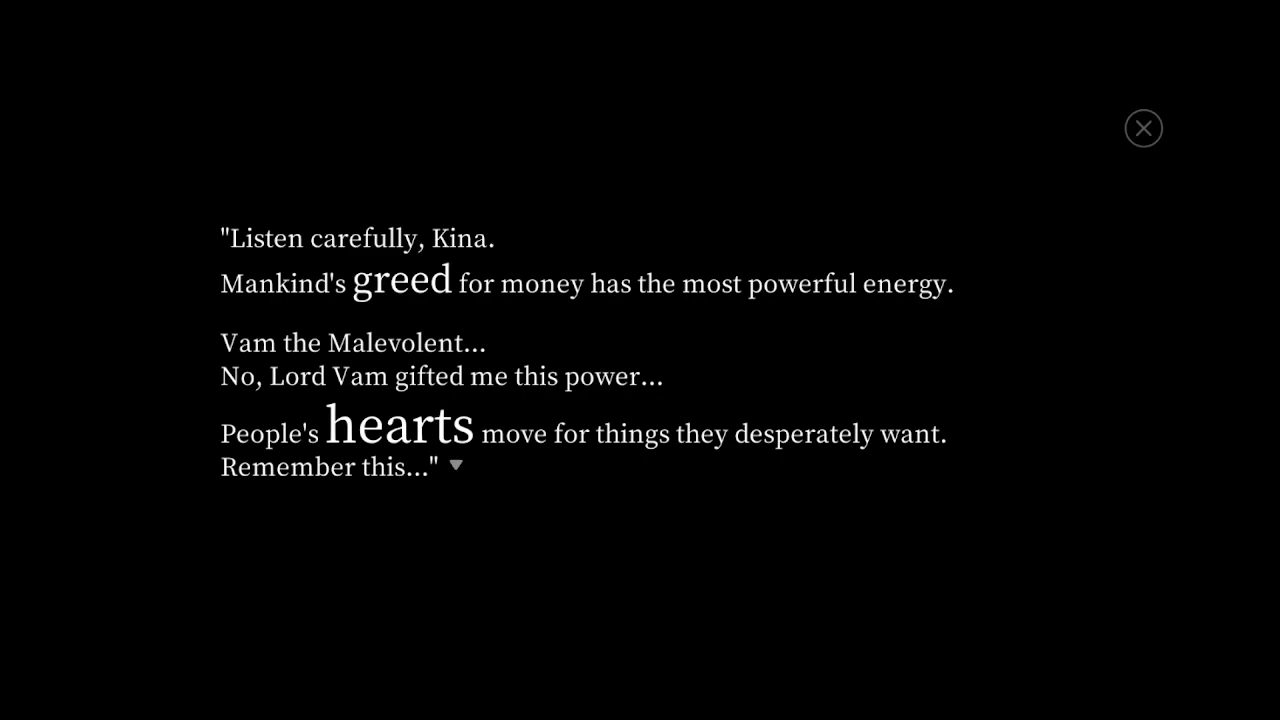 "Listen carefully, Kina.
Mankind's greed for money has the most powerful energy.
Vam the Malevolent...
No, Lord Vam gifted me this power...
People's hearts move for things they desperately want.
Remember this..."